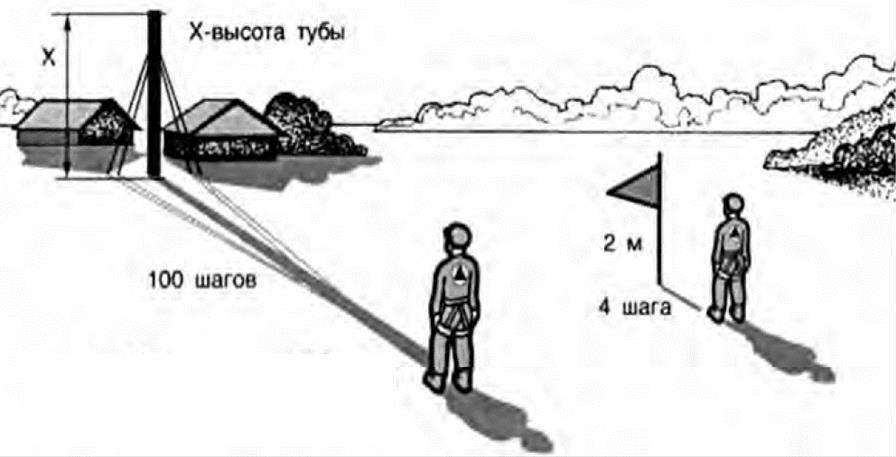 Х-высота тубы
Х
100 шагов
2 м
4 шага